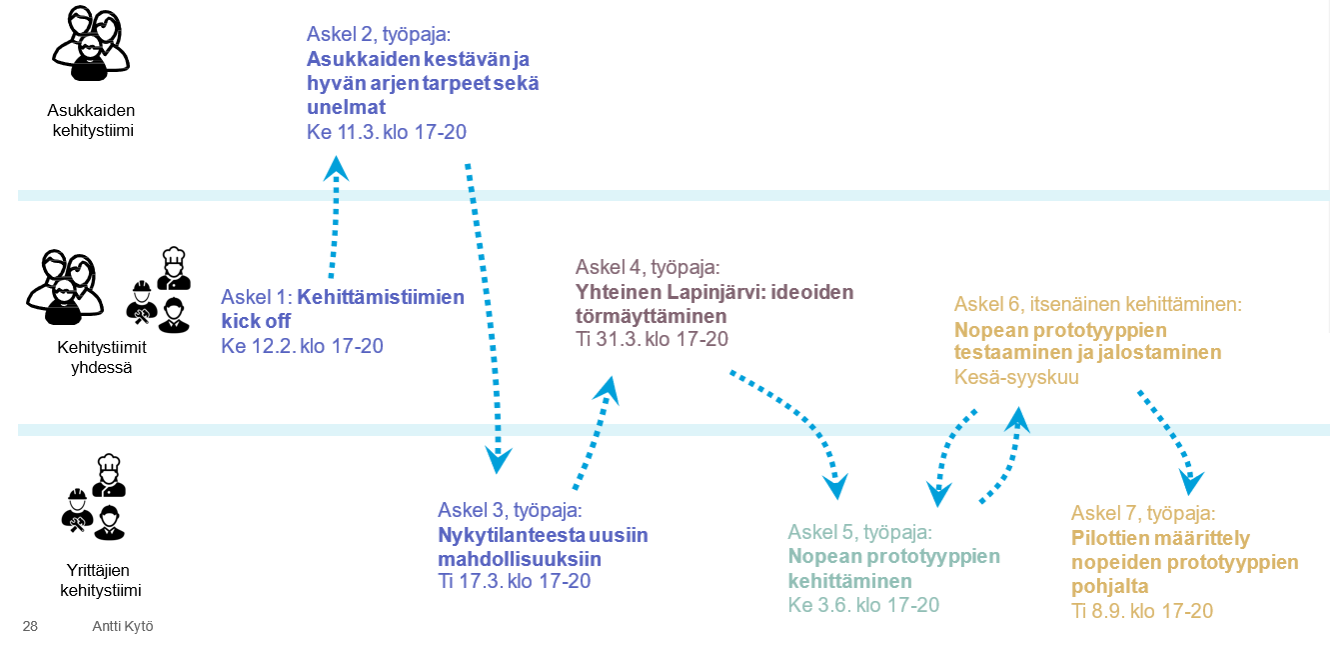 Asukkaiden
kehitystiimi
Askel 2, työpaja:
Asukkaiden kestävän ja
hyvän arjen tarpeet sekä
unelmat
Ke 11.3. klo 17-20
Kehitystiimit
yhdessä
Askel 1: Kehittämistiimien
kick off
Ke 12.2. klo 17-20
Askel 4, työpaja:
Yhteinen Lapinjärvi: ideoiden
törmäyttäminen
Ti 31.3. klo 17-20
Askel 6, itsenäinen kehittäminen:
Nopean prototyyppien
testaaminen ja jalostaminen
Kesä-syyskuu
Yrittäjien
kehitystiimi
Askel 3, työpaja:
Nykytilanteesta uusiin
mahdollisuuksiin
Ti 17.3. klo 17-20
Askel 5, työpaja:
Nopean prototyyppien
kehittäminen
Ke 3.6. klo 17-20
Askel 7, työpaja:
Pilottien määrittely
nopeiden prototyyppien
pohjalta
Ti 8.9. klo 17-20
28 Antti Kytö